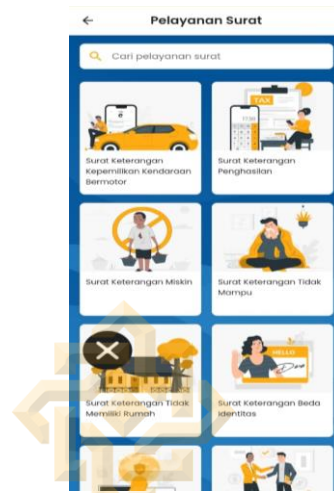 Pelayanan Surat
Cari pelayanan surat
TAX
Surat Keterangan
Kepemilikan Kendaraan
Bermotor
Surat Keterangan
Penghasilan
Surat Keterangan Miskin
Surat Keterangan Tidak
Mampu
HELLO
Surat Keterangan Tidak
Memiliki Rumah
Surat Keterangan Beda
Identitas